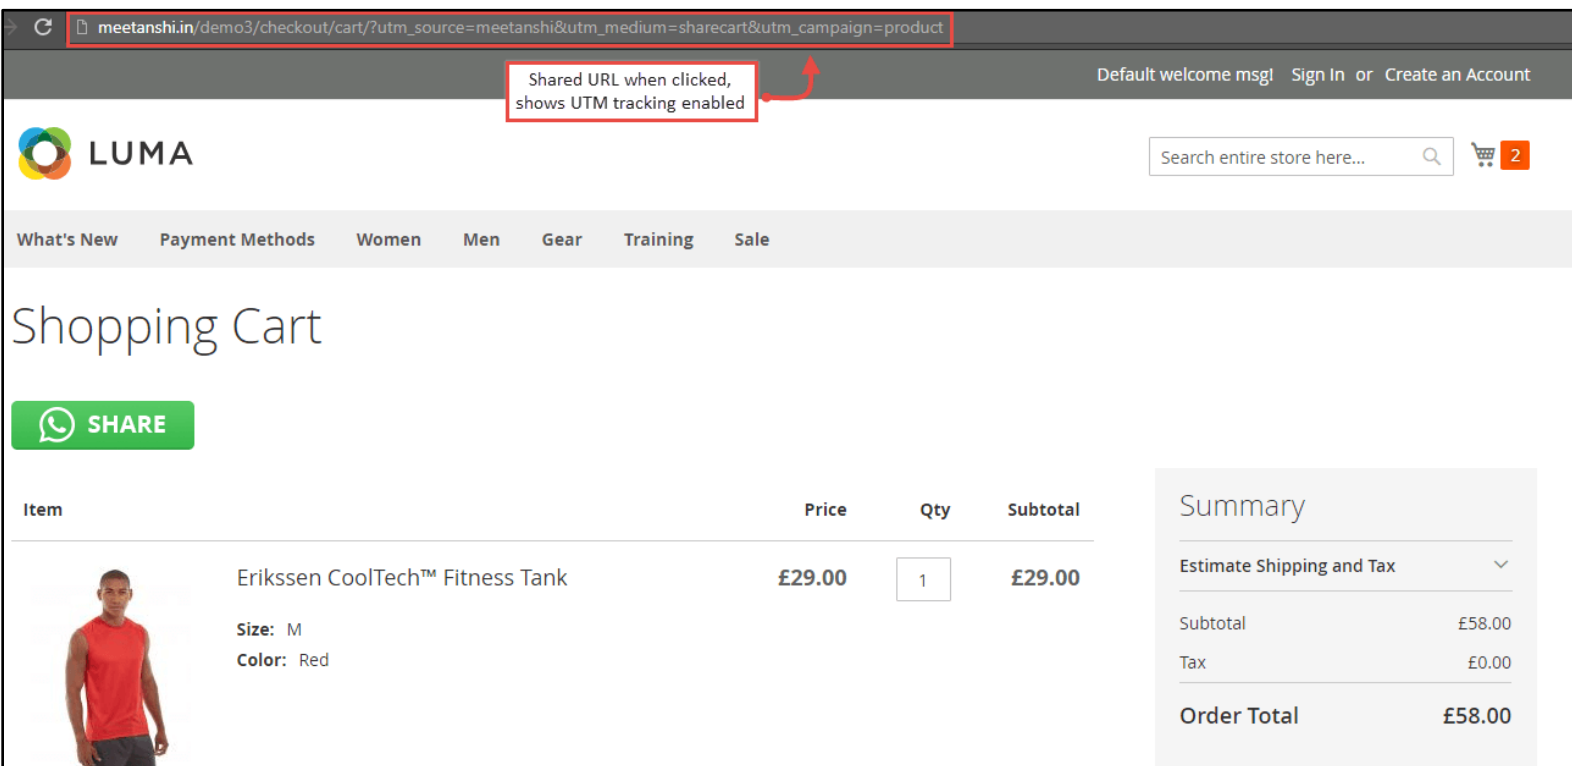 meetanshi.in/demo3/checkout/cart/?utm_source=meetanshi&utm_medium=sharecart&utm_campaign=product
Shared URL when clicked,
shows UTM tracking enabled
Default welcome msg! Sign In or Create an Account
LUMA
Search entire store here...
2
What's New Payment Methods Women Men Gear Training Sale
Shopping Cart
SHARE
Item Price Qty Subtotal
Erikssen CoolTech™ Fitness Tank £29.00 1 £29.00
Size: M
Color: Red
Summary
Estimate Shipping and Tax
Subtotal £58.00
Tax £0.00
Order Total £58.00